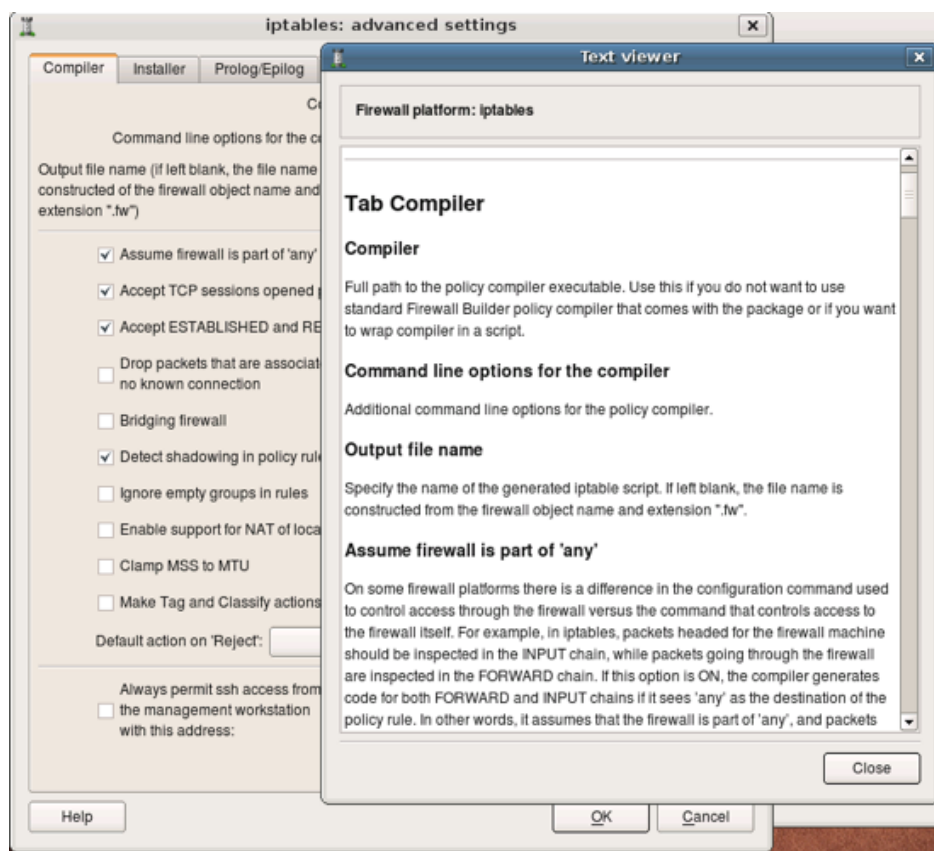 iptables: advanced settings
Compiler
Installer
Prolog/Epilog
Command line options for the
Output file name (if left blank, the file name
constructed of the firewall object name and
extension ".fw")
Assume firewall is part of 'any'
Accept TCP sessions opened
Accept ESTABLISHED and RE
Drop packets that are associat
no known connection
Bridging firewall
Detect shadowing in policy rule
Ignore empty groups in rules
Enable support for NAT of loca
Clamp MSS to MTU
Make Tag and Classify actions
Default action on 'Reject':
Always permit ssh access from
the management workstation
with this address:
Help
OK
Cancel
Text viewer
Firewall platform: iptables
Tab Compiler
Compiler
Full path to the policy compiler executable. Use this if you do not want to use
standard Firewall Builder policy compiler that comes with the package or if you want
to wrap compiler in a script.
Command line options for the compiler
Additional command line options for the policy compiler.
Output file name
Specify the name of the generated iptable script. If left blank, the file name is
constructed from the firewall object name and extension ".fw".
Assume firewall is part of 'any'
On some firewall platforms there is a difference in the configuration command used
to control access through the firewall versus the command that controls access to
the firewall itself. For example, in iptables, packets headed for the firewall machine
should be inspected in the INPUT chain, while packets going through the firewall
are inspected in the FORWARD chain. If this option is ON, the compiler generates
code for both FORWARD and INPUT chains if it sees 'any' as the destination of the
policy rule. In other words, it assumes that the firewall is part of 'any', and packets
Close